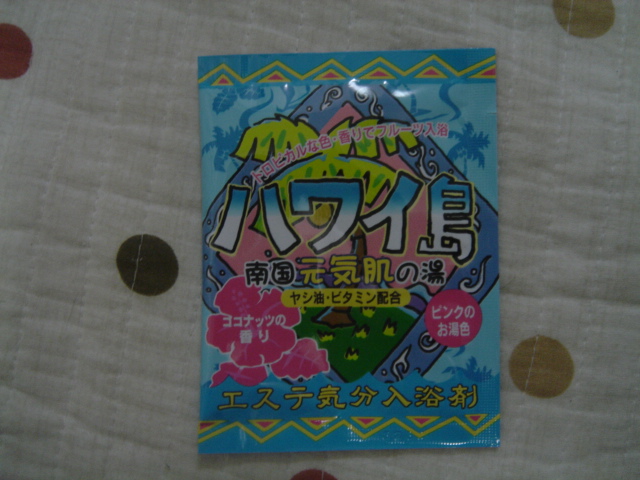 トロピカルな色・香りでフルーツ入浴
ハワイ島
南国元気肌の湯
ヤシ油・ビタミン配合
ココナッツの
香り
ピンクの
お湯色
エステ気分入浴剤